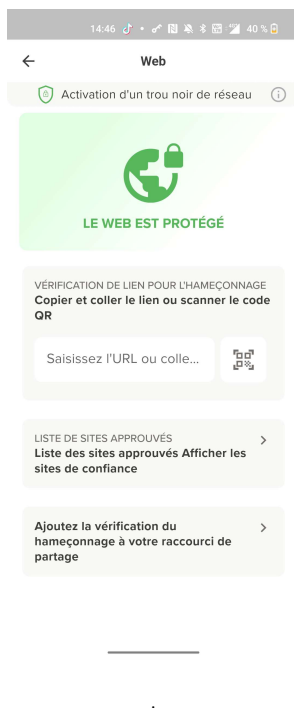 14:46 40 %
Web
Activation d'un trou noir de réseau
LE WEB EST PROTÉGÉ
VÉRIFICATION DE LIEN POUR L'HAMEÇONNAGE
Copier et coller le lien ou scanner le code
QR
Saisissez l'URL ou colle...
LISTE DE SITES APPROUVÉS
Liste des sites approuvés Afficher les
sites de confiance
Ajoutez la vérification du
hameçonnage à votre raccourci de
partage